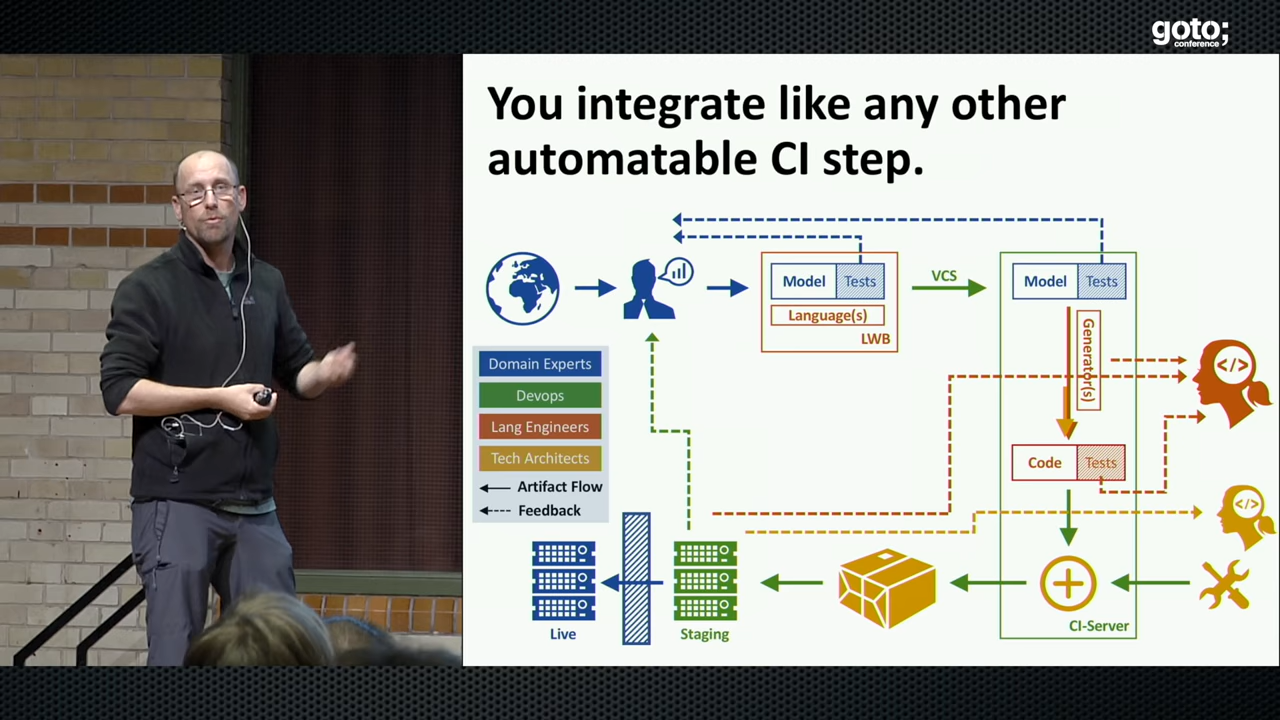 goto;
conference
You integrate like any other
automatable CI step.
Model
Tests
Language(s)
LWB
VCS
Model
Tests
Generator(s)
</>
Domain Experts
Devops
Lang Engineers
Tech Architects
Artifact Flow
Feedback
Code
Tests
</>
Live
Staging
CI-Server